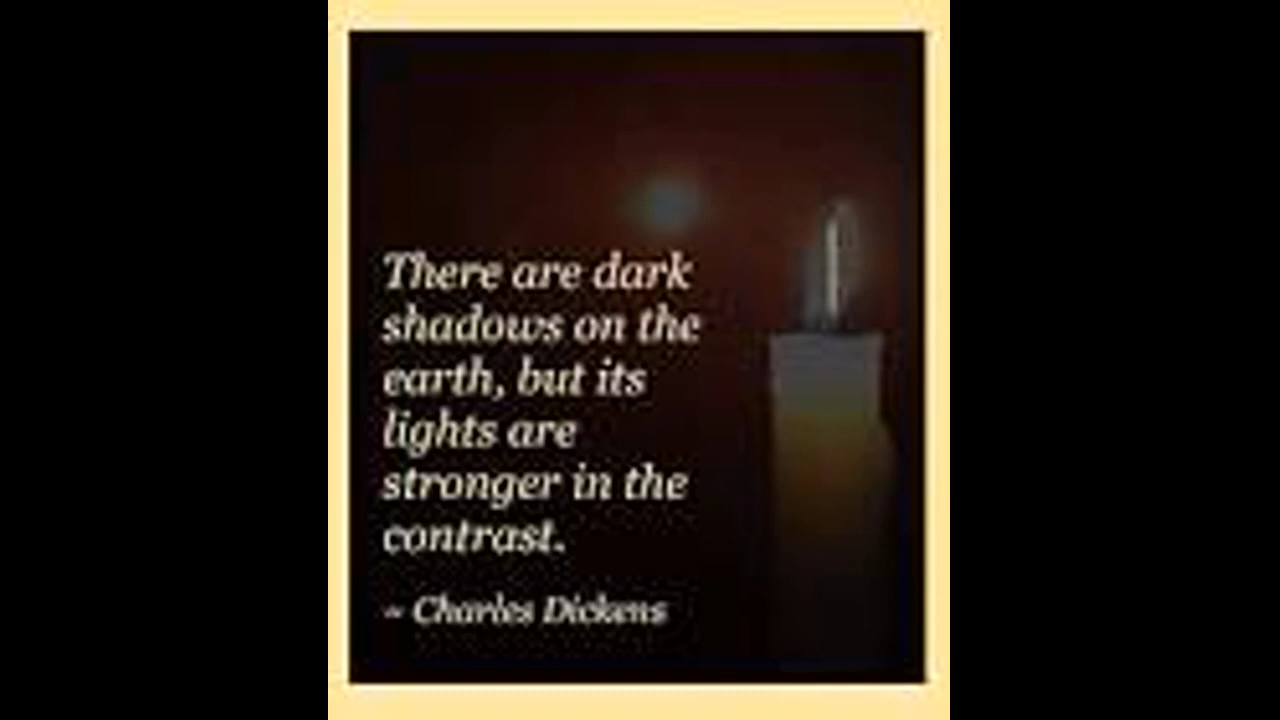 There are dark
shadows on the
earth, but its
lights are
stronger in the
contrast.
~ Charles Dickens